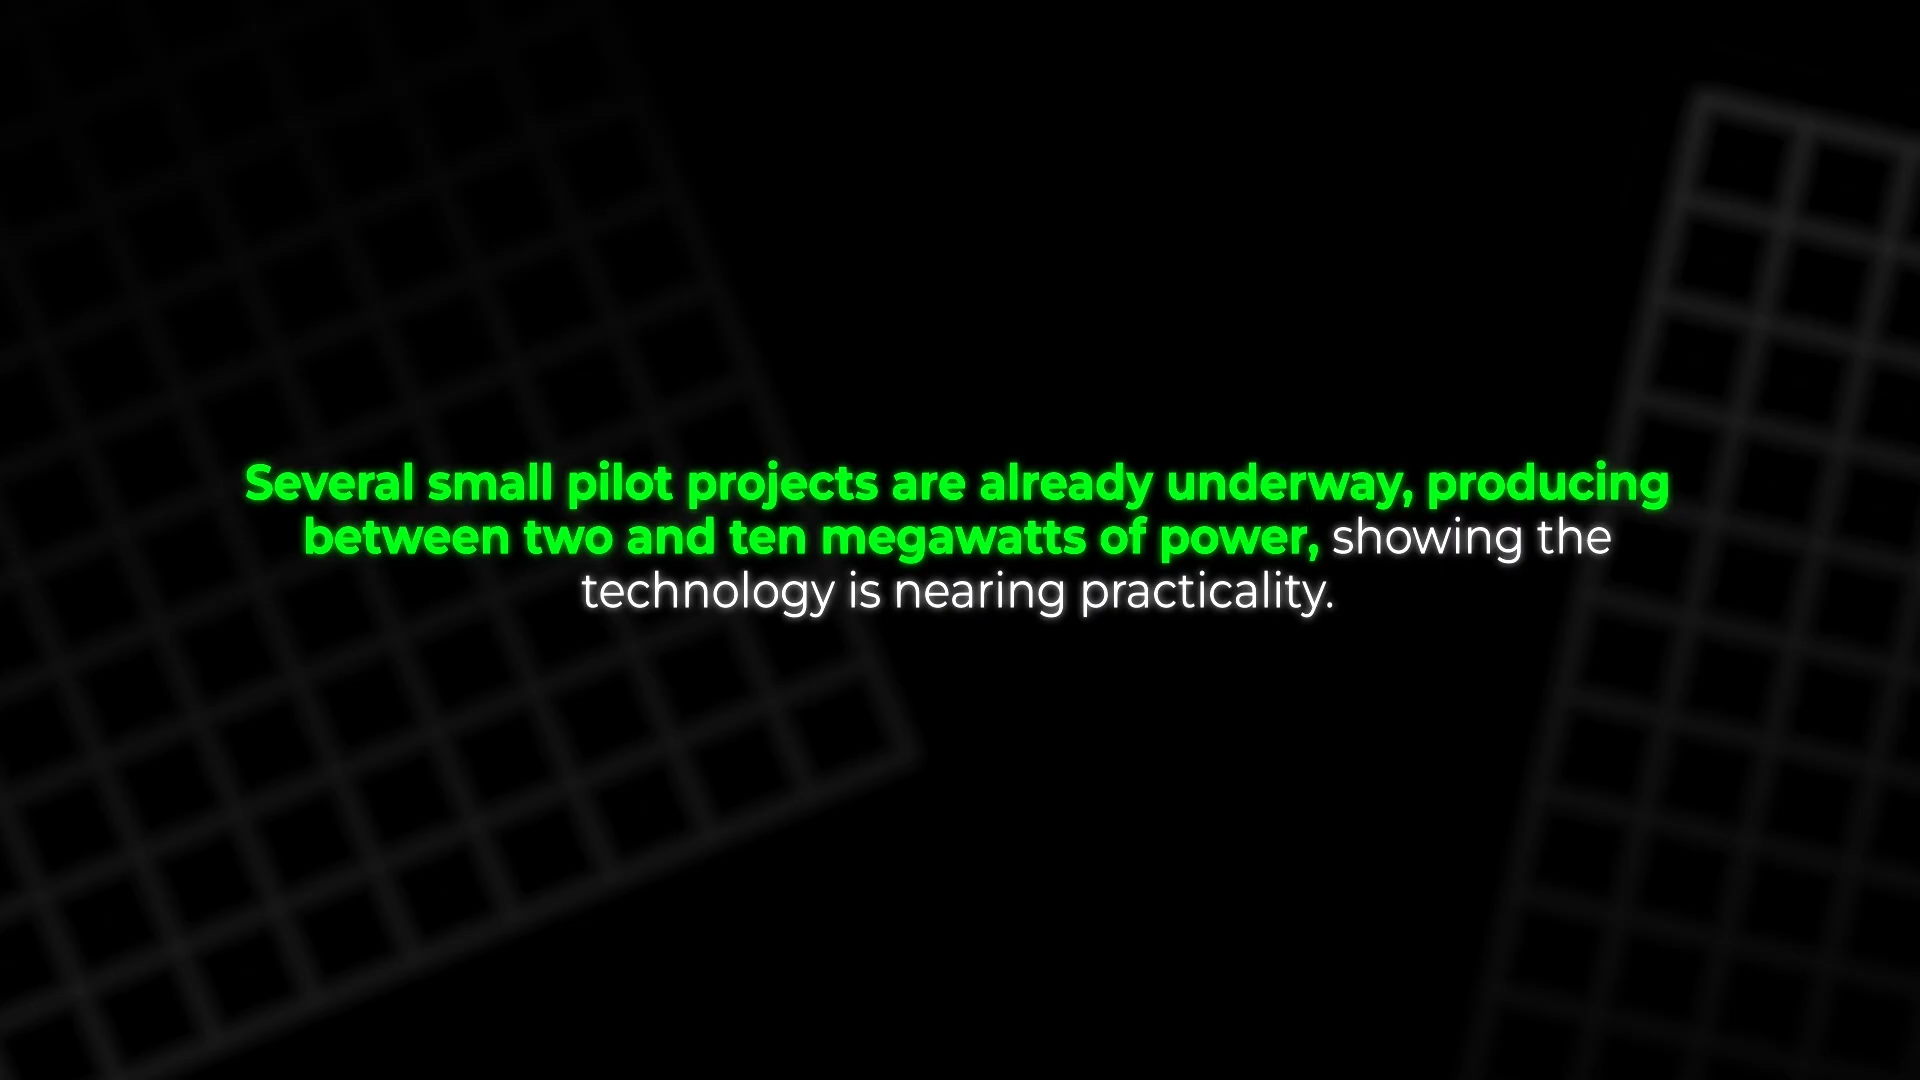 Several small pilot projects are already underway, producing
between two and ten megawatts of power, showing the
technology is nearing practicality.